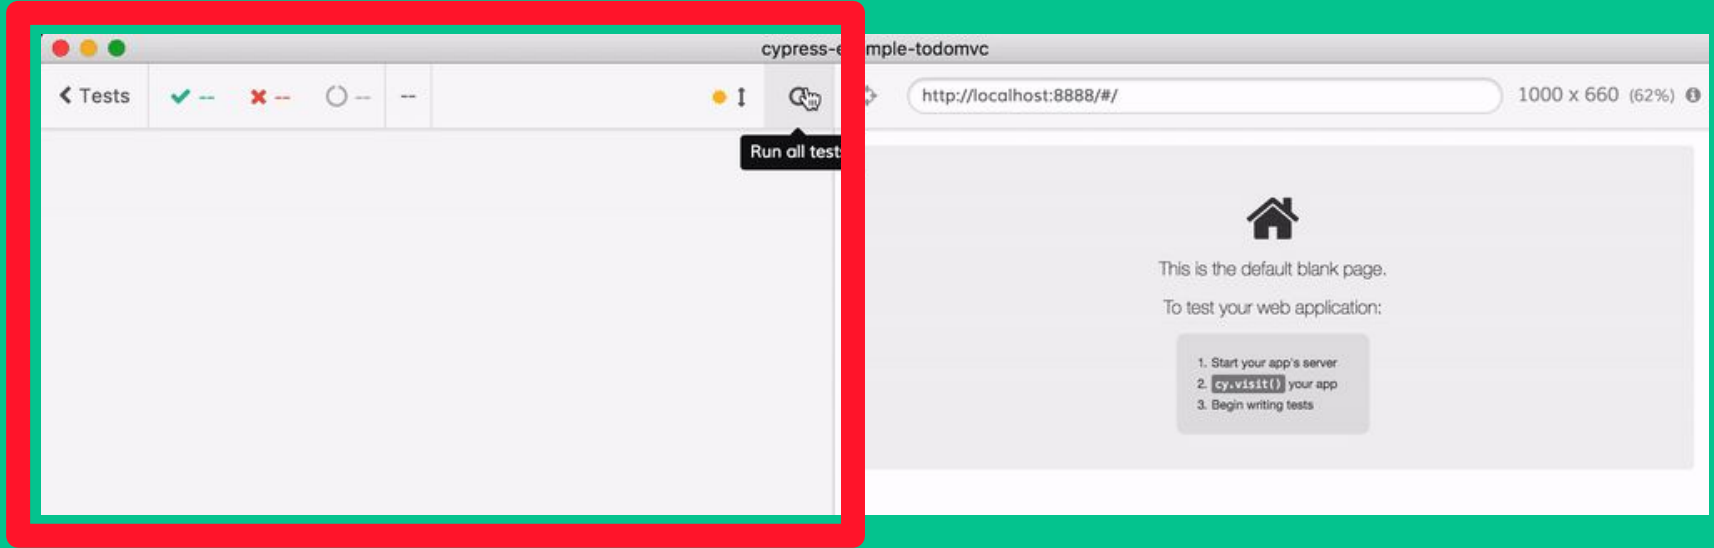 cypress-e mple-todomvc
Tests -- -- -- --
http://localhost:8888/#/
1000 x 660 (62%)
Run all test
This is the default blank page.
To test your web application:
1. Start your app's server
2. cy.visit() your app
3. Begin writing tests